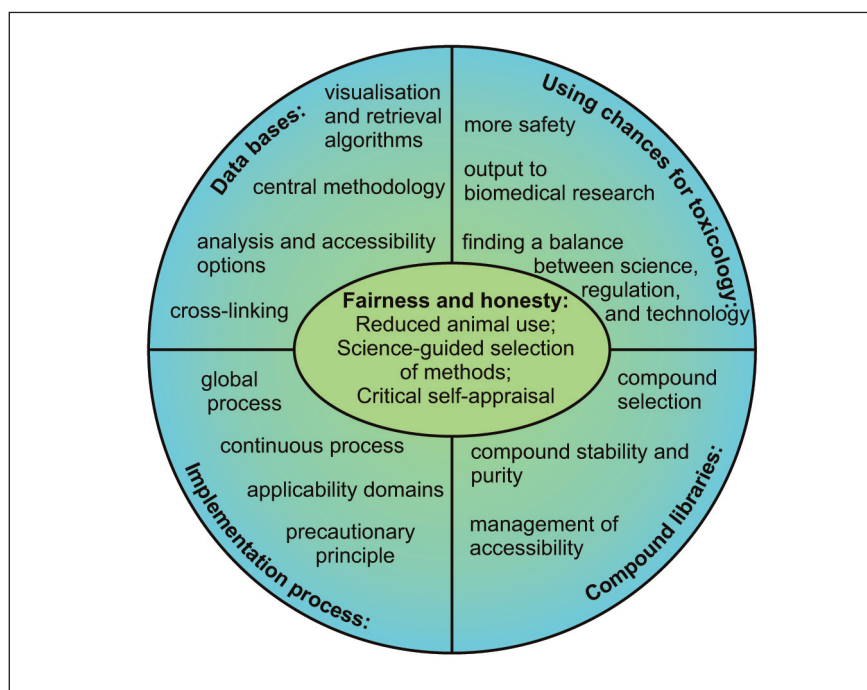 Data bases:
visualisation
and retrieval
algorithms
central methodology
analysis and accessibility
options
cross-linking
Using chances for toxicology:
more safety
output to
biomedical research
finding a balance
between science,
regulation,
and technology
Fairness and honesty:
Reduced animal use;
Science-guided selection
of methods;
Critical self-appraisal
Implementation process:
global
process
continuous process
applicability domains
precautionary
principle
Compound libraries:
compound
selection
compound stability and
purity
management of
accessibility